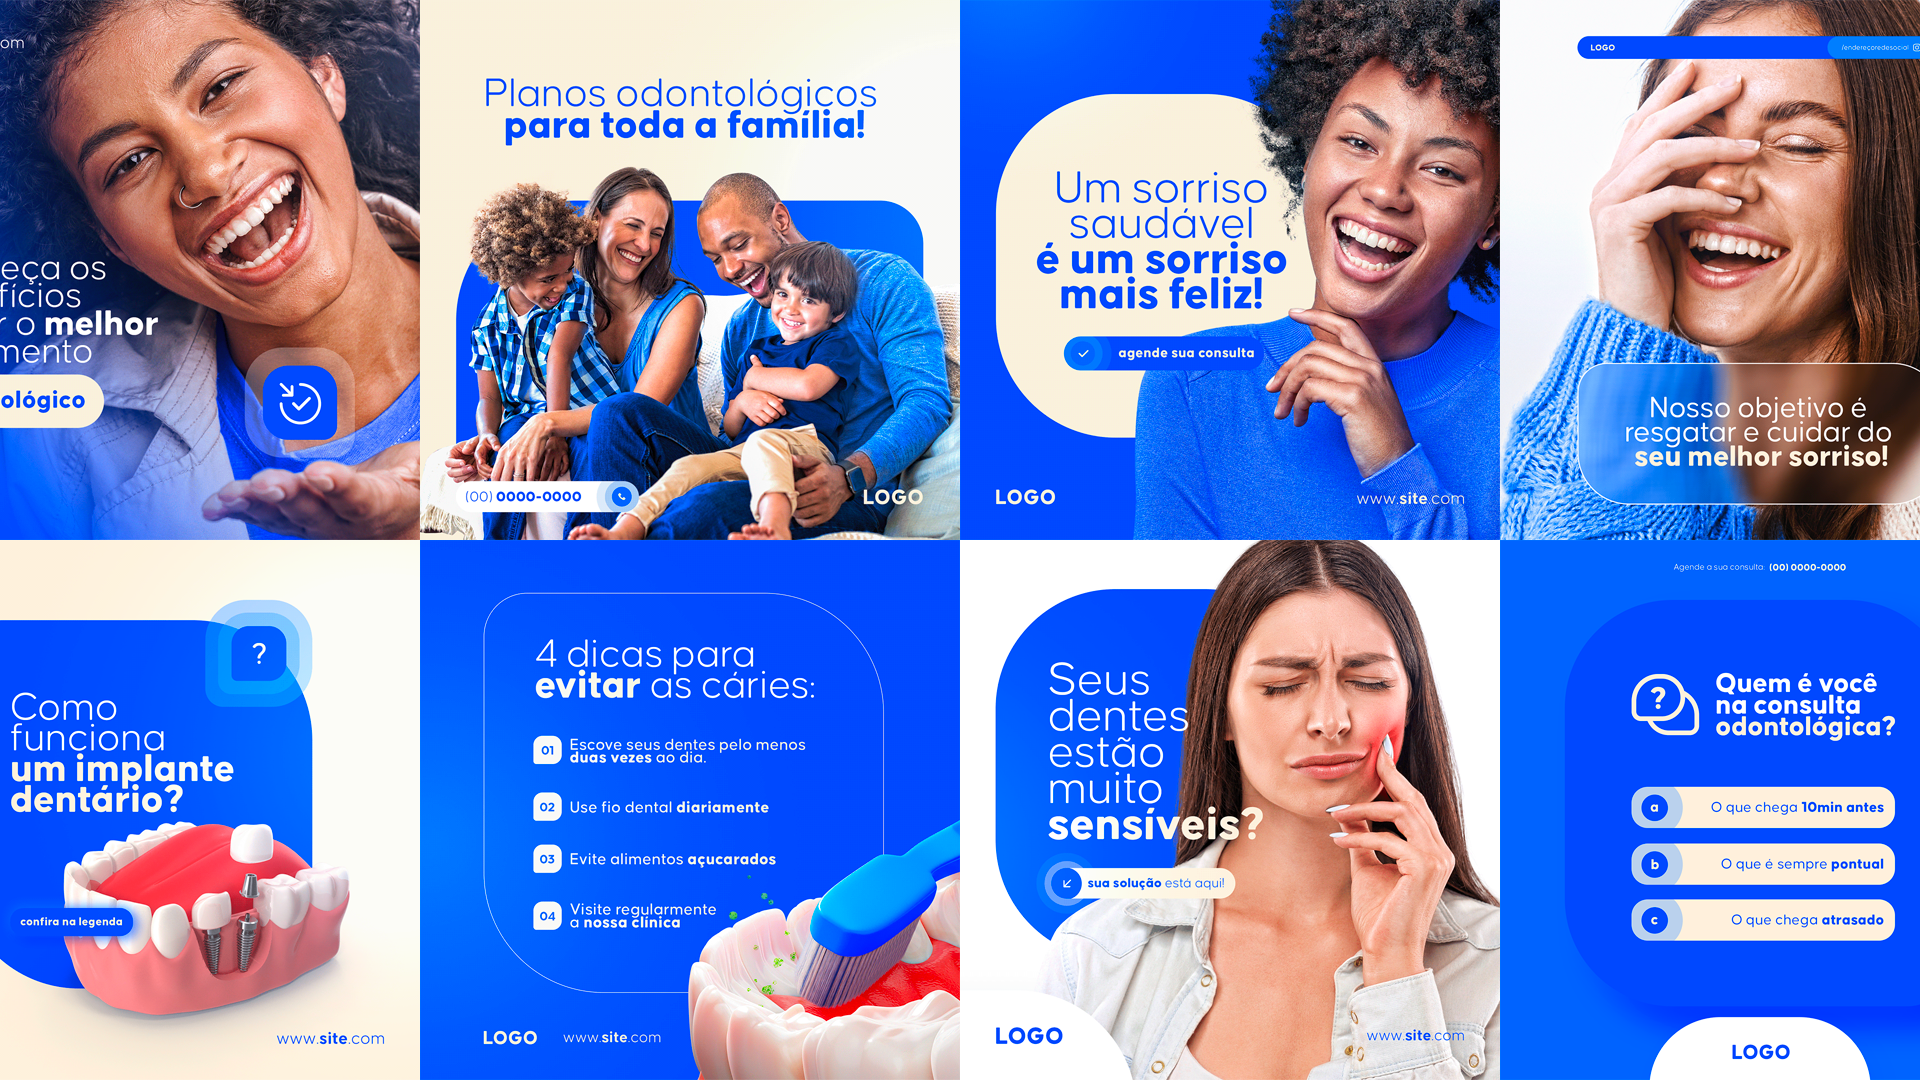 om
eça os
fícios
r o melhor
mento
ológico
Planos odontológicos
para toda a família!
(00) 0000-0000
LOGO
Um sorriso
saudável
é um sorriso
mais feliz!
agende sua consulta
LOGO
www.site.com
LOGO
/endereçoredesocial
Nosso objetivo é
resgatar e cuidar do
seu melhor sorriso!
?
Como
funciona
um implante
dentário?
confira na legenda
www.site.com
4 dicas para
evitar as cáries:
01 Escove seus dentes pelo menos
duas vezes ao dia.
02 Use fio dental diariamente
03 Evite alimentos açucarados
04 Visite regularmente
a nossa clínica
LOGO www.site.com
Seus
dentes
estão
muito
sensíveis?
sua solução está aqui!
LOGO
www.site.com
Agende a sua consulta: (00) 0000-0000
?
Quem é você
na consulta
odontológica?
a O que chega 10min antes
b O que é sempre pontual
c O que chega atrasado
LOGO